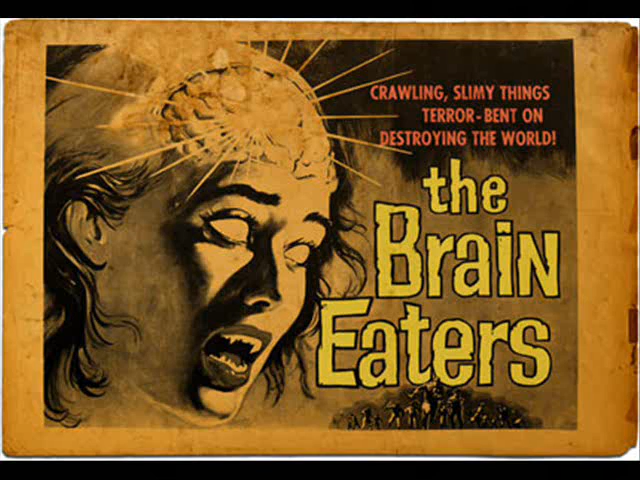 CRAWLING, SLIMY THINGS
TERROR-BENT ON
DESTROYING THE WORLD!
the
Brain
Eaters